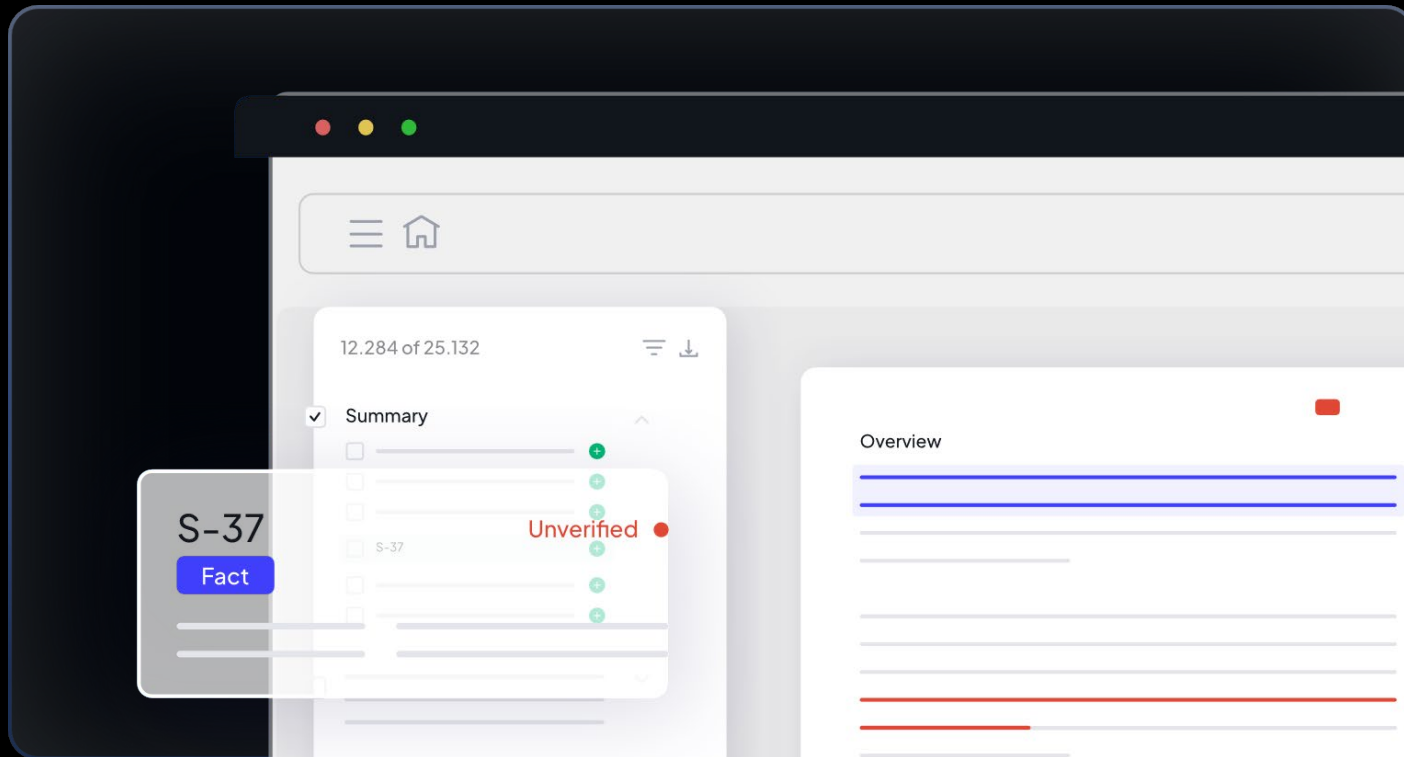 12.284 of 25.132
Summary
Overview
S-37
Unverified
S-37
Fact